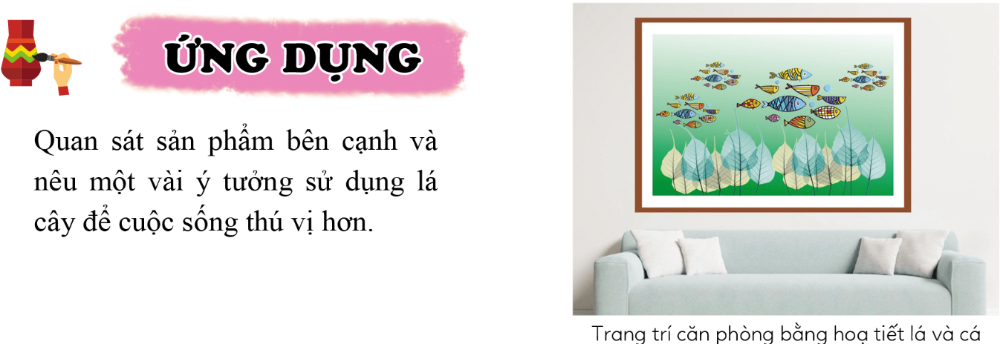 ỨNG DỤNG
Quan sát sản phẩm bên cạnh và
nêu một vài ý tưởng sử dụng lá
cây để cuộc sống thú vị hơn.
Trang trí căn phòng bằng hoạ tiết lá và cá